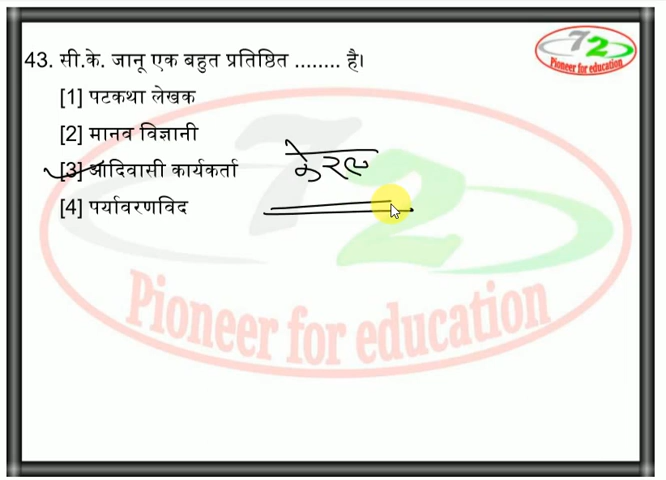 43. सी.के. जानू एक बहुत प्रतिष्ठित ........ है।
[1] पटकथा लेखक
[2] मानव विज्ञानी
[3] आदिवासी कार्यकर्ता
[4] पर्यावरणविद
केरल
72
Pioneer for education
72
Pioneer for education